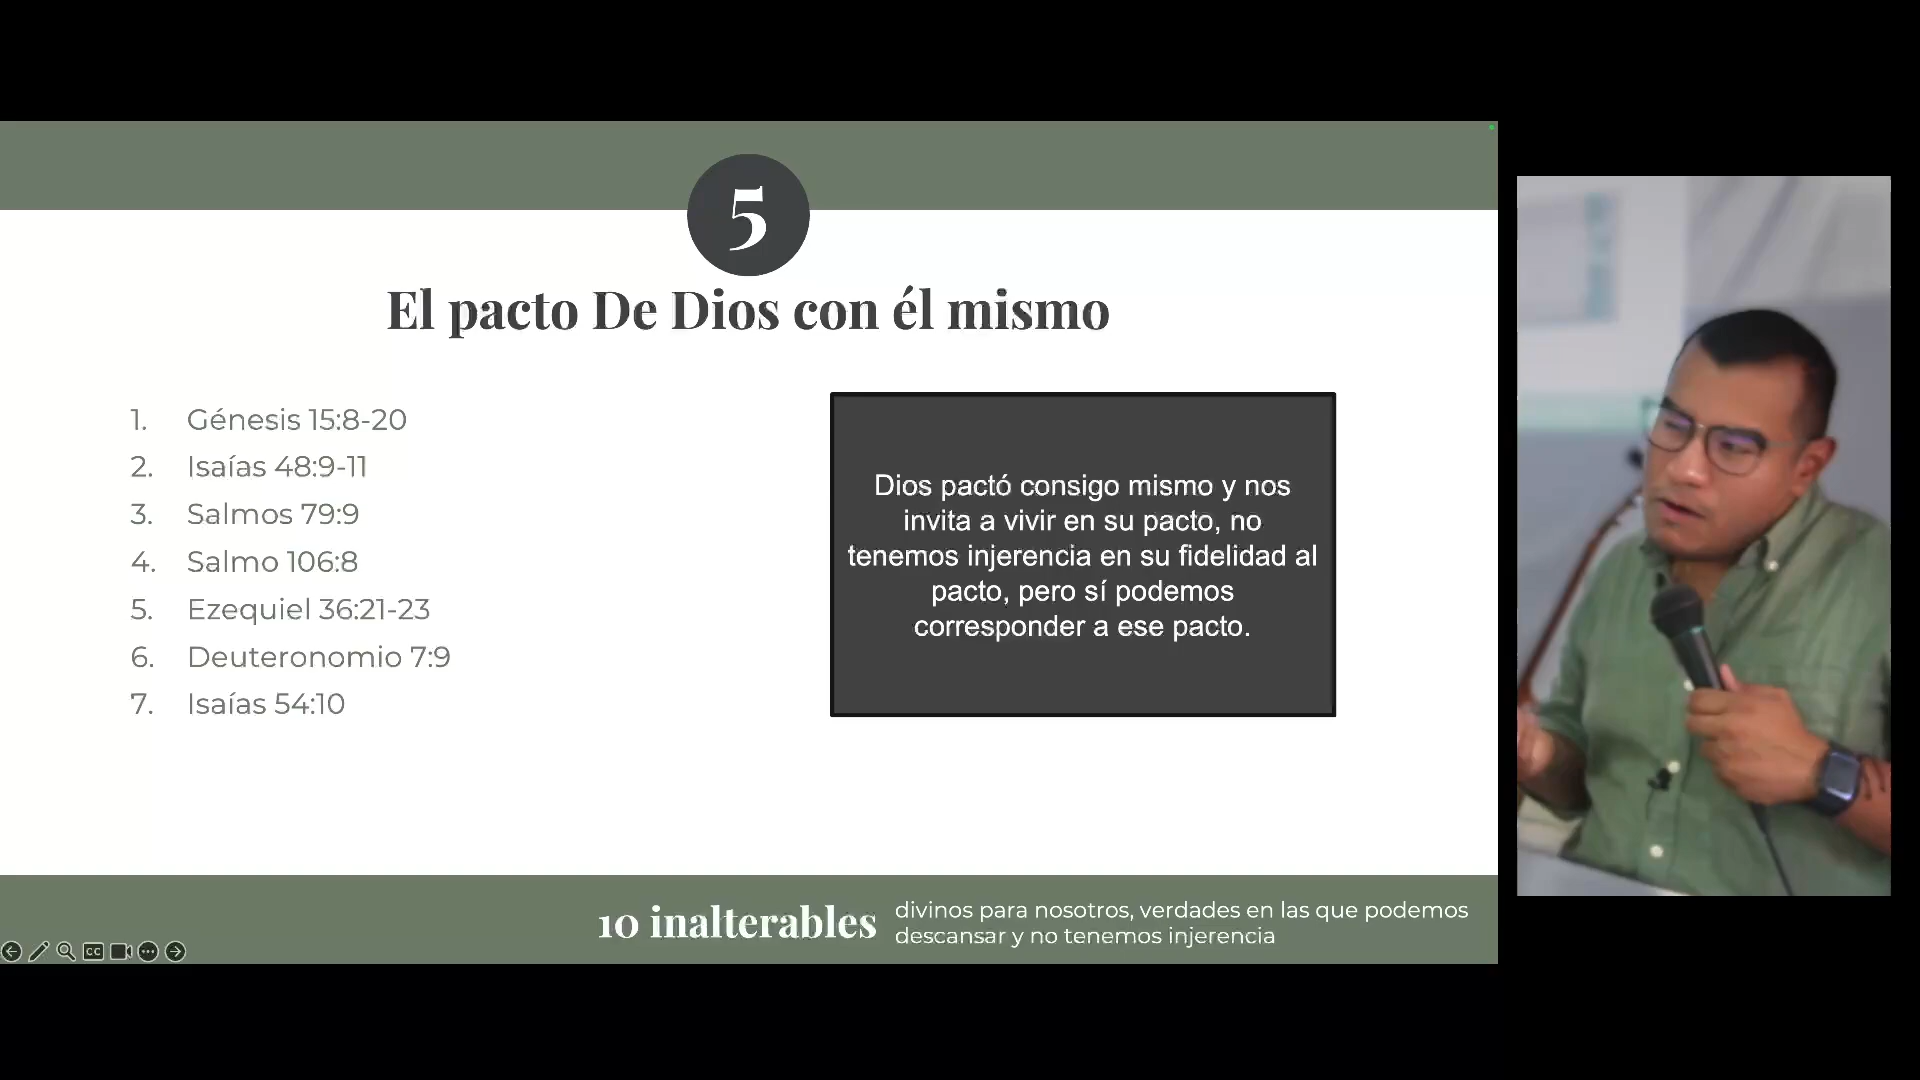 5
El pacto De Dios con él mismo
1. Génesis 15:8-20
2. Isaías 48:9-11
3. Salmos 79:9
4. Salmo 106:8
5. Ezequiel 36:21-23
6. Deuteronomio 7:9
7. Isaías 54:10
Dios pactó consigo mismo y nos
invita a vivir en su pacto, no
tenemos injerencia en su fidelidad al
pacto, pero sí podemos
corresponder a ese pacto.
10 inalterables
divinos para nosotros, verdades en las que podemos
descansar y no tenemos injerencia
CC